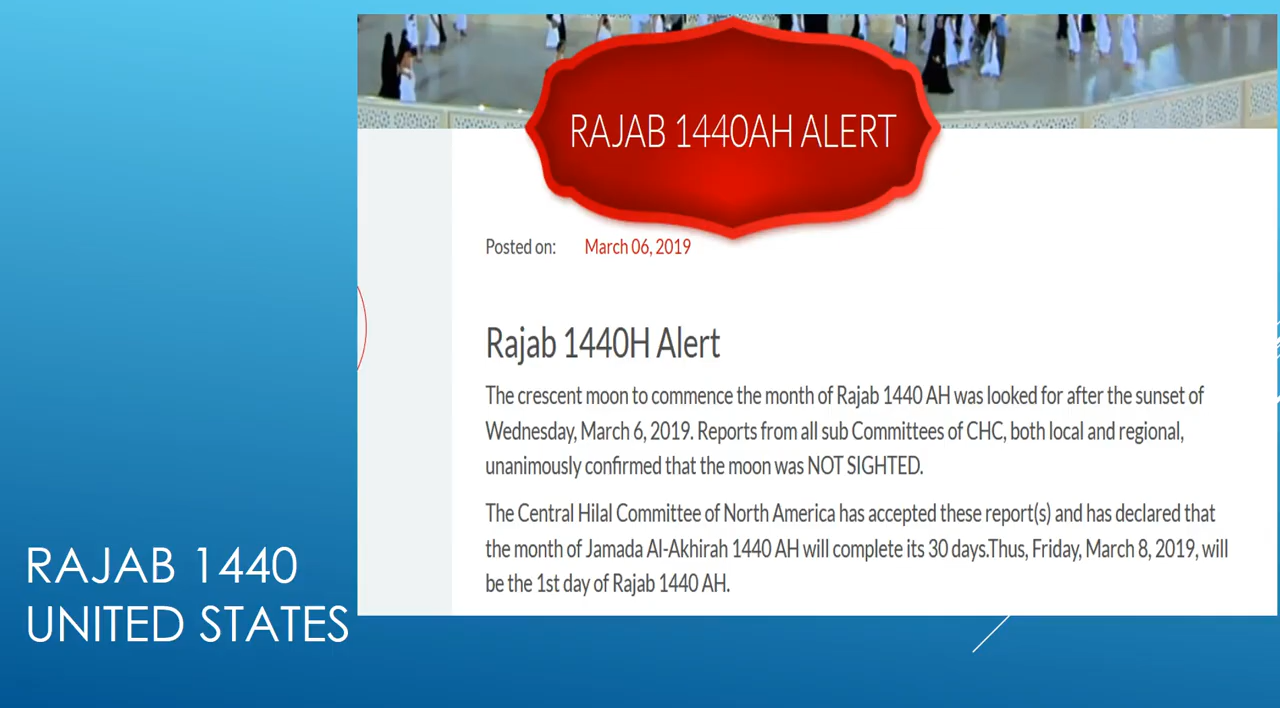 RAJAB 1440AH ALERT
Posted on: March 06, 2019
Rajab 1440H Alert
The crescent moon to commence the month of Rajab 1440 AH was looked for after the sunset of
Wednesday, March 6, 2019. Reports from all sub Committees of CHC, both local and regional,
unanimously confirmed that the moon was NOT SIGHTED.
The Central Hilal Committee of North America has accepted these report(s) and has declared that
the month of Jamada Al-Akhirah 1440 AH will complete its 30 days.Thus, Friday, March 8, 2019, will
be the 1st day of Rajab 1440 AH.
RAJAB 1440
UNITED STATES